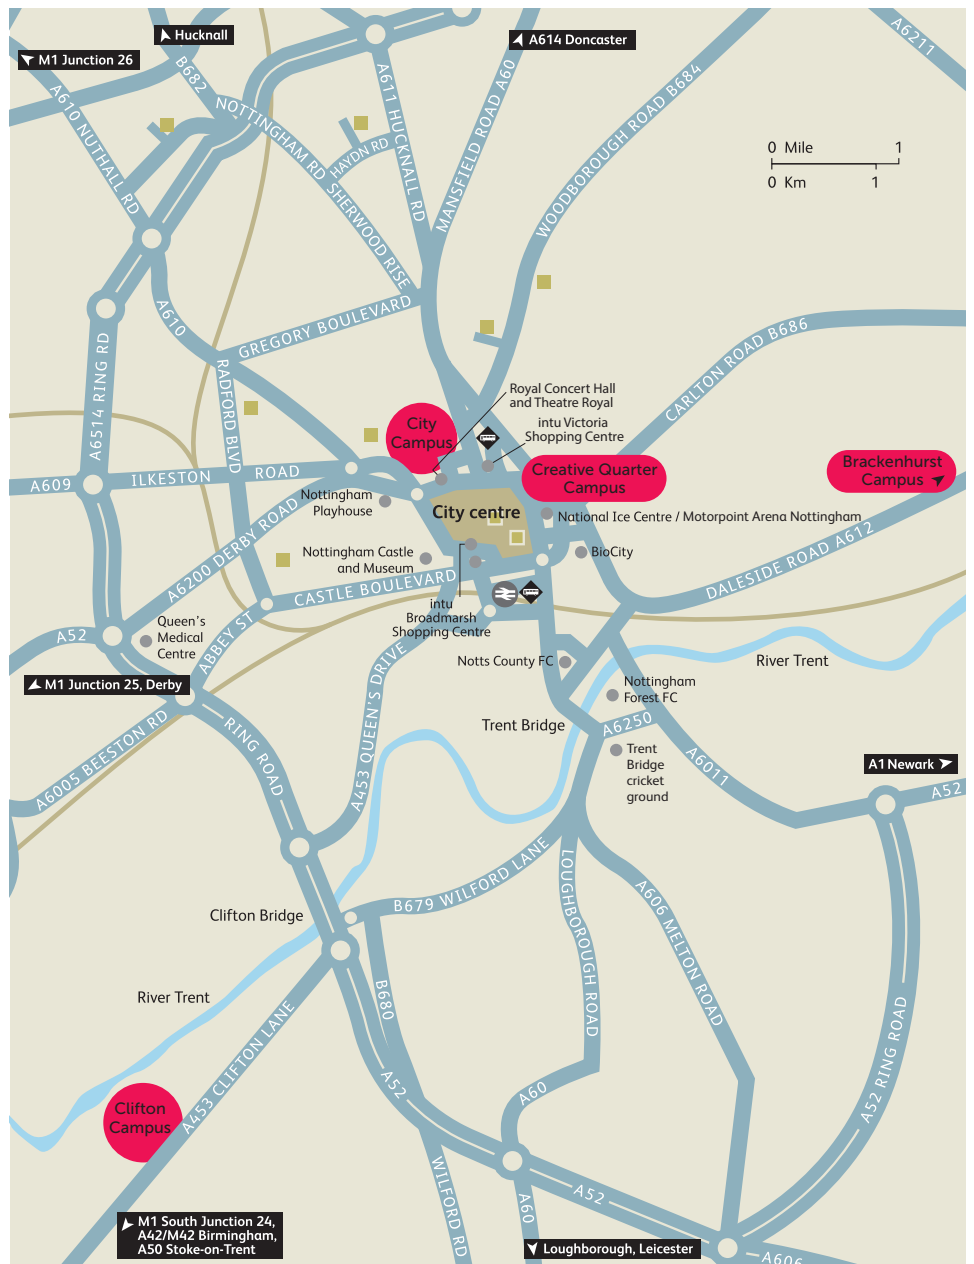 Hucknall
M1 Junction 26
A614 Doncaster
A6211
B682
A610 NUTHALL RD
NOTTINGHAM RD SHERWOOD RISE
HAYDN RD
A611 HUCKNALL RD
MANSFIELD ROAD A60
WOODBOROUGH ROAD B684
0 Mile 1
0 Km 1
A610
GREGORY BOULEVARD
RADFORD BLVD
A6514 RING RD
CARLTON ROAD B686
Royal Concert Hall
and Theatre Royal
City
Campus
intu Victoria
Shopping Centre
Creative Quarter
Campus
Brackenhurst
Campus
A609
ILKESTON ROAD
Nottingham
Playhouse
City centre
National Ice Centre / Motorpoint Arena Nottingham
A6200 DERBY ROAD
Nottingham Castle
and Museum
BioCity
DALESIDE ROAD A612
CASTLE BOULEVARD
intu
Broadmarsh
Shopping Centre
A52
Queen's
Medical
Centre
ABBEY ST
Notts County FC
River Trent
M1 Junction 25, Derby
Nottingham
Forest FC
A453 QUEEN'S DRIVE
Trent Bridge
A6250
A6005 BEESTON RD
RING ROAD
Trent
Bridge
cricket
ground
A6011
A1 Newark
A52
B679 WILFORD LANE
LOUGHBOROUGH ROAD
A606 MELTON ROAD
Clifton Bridge
River Trent
B680
A453 CLIFTON LANE
A52 RING ROAD
A52
A60
Clifton
Campus
WILFORD RD
A60
A52
M1 South Junction 24,
A42/M42 Birmingham,
A50 Stoke-on-Trent
Loughborough, Leicester
A606